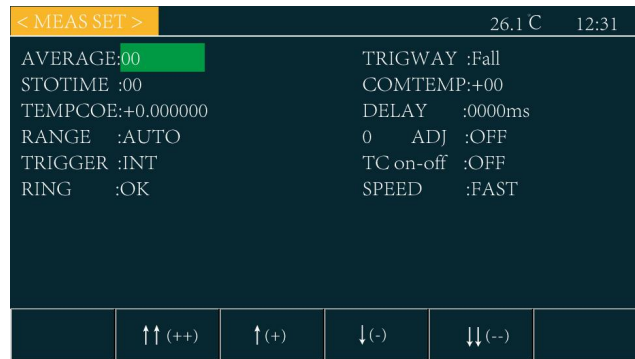 < MEAS SET > 26.1℃ 12:31
AVERAGE:00 TRIGWAY :Fall
STOTIME :00 COMTEMP:+00
TEMPCOE:+0.000000 DELAY :0000ms
RANGE :AUTO 0 ADJ :OFF
TRIGGER :INT TC on-off :OFF
RING :OK SPEED :FAST
↑↑(++) ↑(+) ↓(-) ↓↓(--)